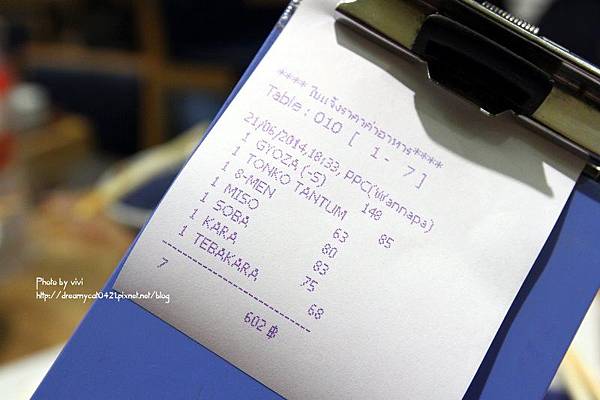 ****ใบแจ้งราคาค่าอาหาร****
Table : 010 [ 1- 7]
21/06/2014,18:33, PPC(Wannapa)
1 GYOZA (-5) 148
1 TONKO TANTUM 85
1 8-MEN 63
1 MISO 80
1 SOBA 83
1 KARA 75
1 TEBAKARA 68
7 602 ฿
Photo by vivi
http://dreamycat0421.pixnet.net/blog